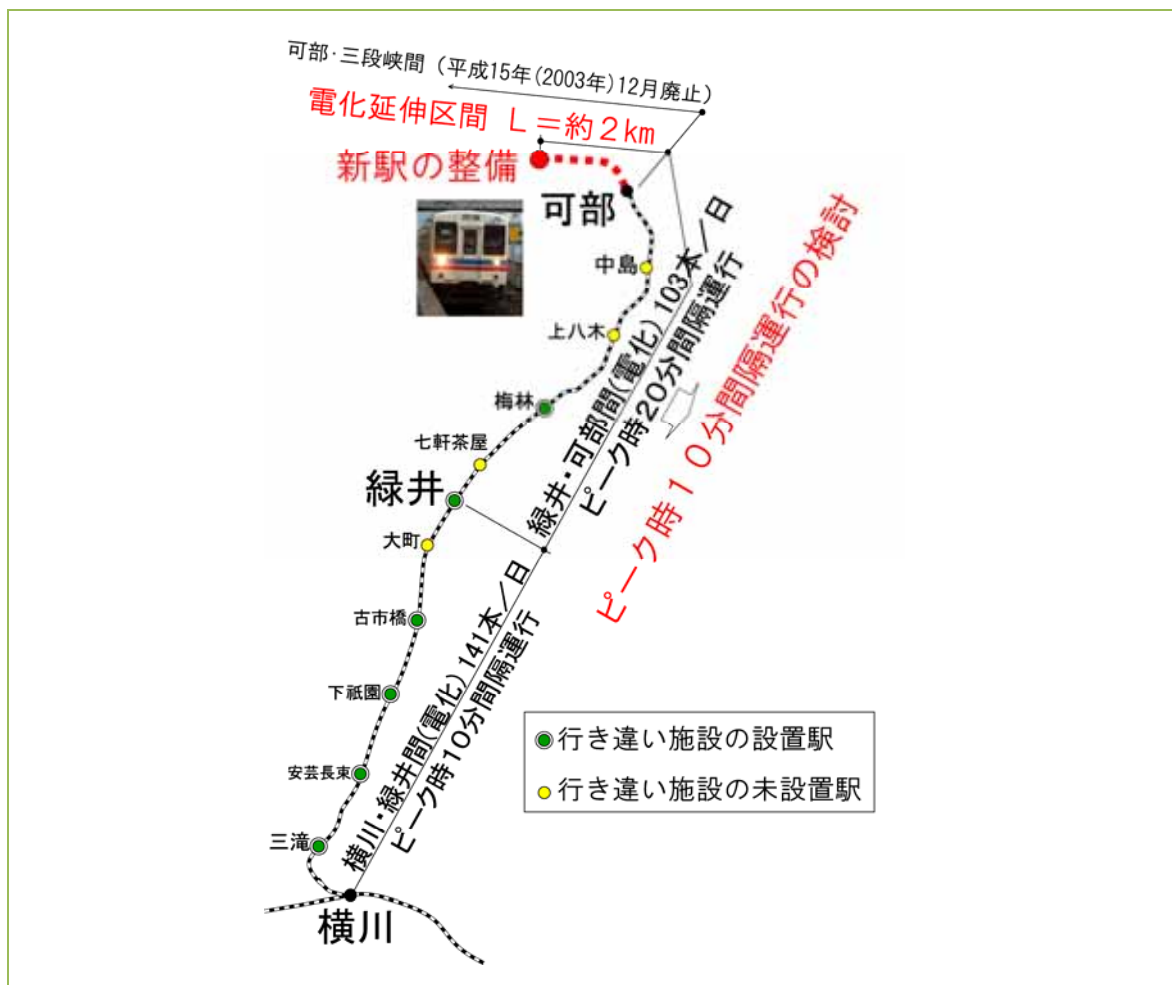 可部・三段峡間（平成15年(2003年)12月廃止）
電化延伸区間 Ｌ＝約２㎞
新駅の整備
可部
中島
上八木
梅林
七軒茶屋
緑井
大町
古市橋
下祇園
安芸長束
三滝
横川
緑井・可部間(電化) 103本／日
ピーク時20分間隔運行
ピーク時１０分間隔運行の検討
横川・緑井間(電化) 141本／日
ピーク時10分間隔運行
行き違い施設の設置駅
行き違い施設の未設置駅